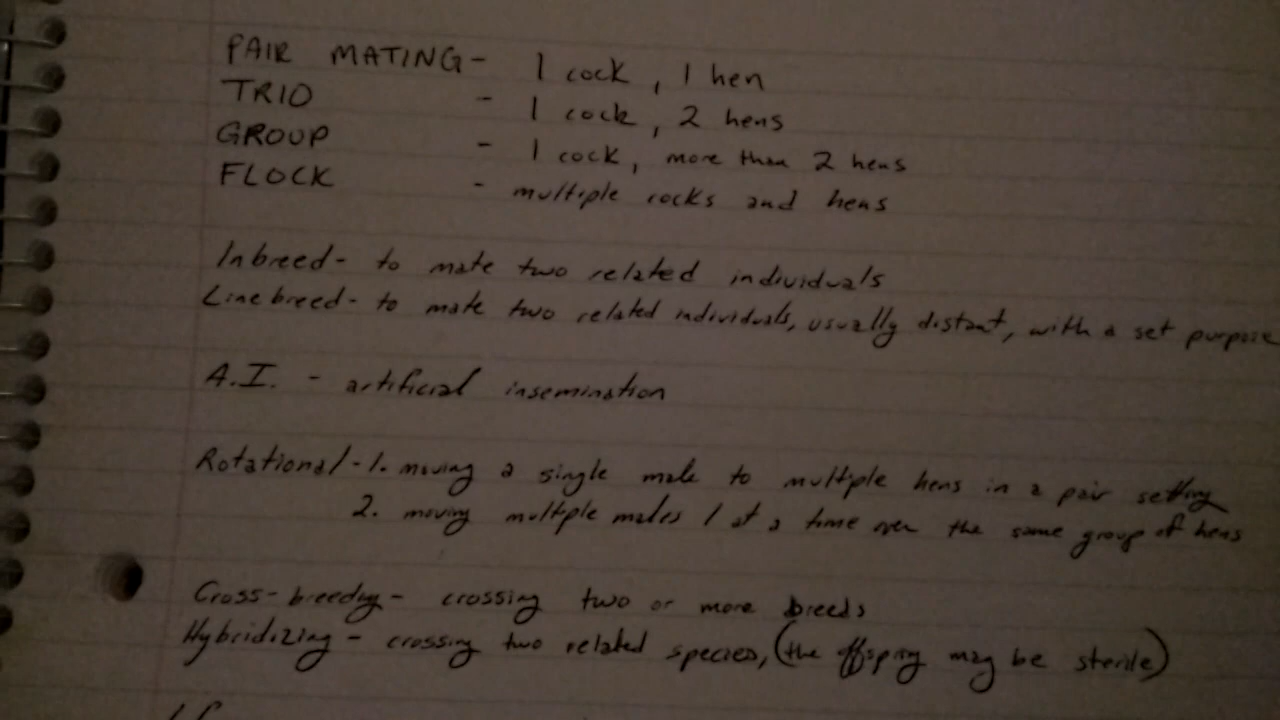 PAIR MATING - 1 cock, 1 hen
TRIO - 1 cock, 2 hens
GROUP - 1 cock, more than 2 hens
FLOCK - multiple cocks and hens
Inbreed - to mate two related individuals
Linebreed - to mate two related individuals, usually distant, with a set purpose
A.I. - artificial insemination
Rotational - 1. moving a single male to multiple hens in a pair setting
2. moving multiple males 1 at a time over the same group of hens
Cross-breeding - crossing two or more breeds
Hybridizing - crossing two related species, (the offspring may be sterile)